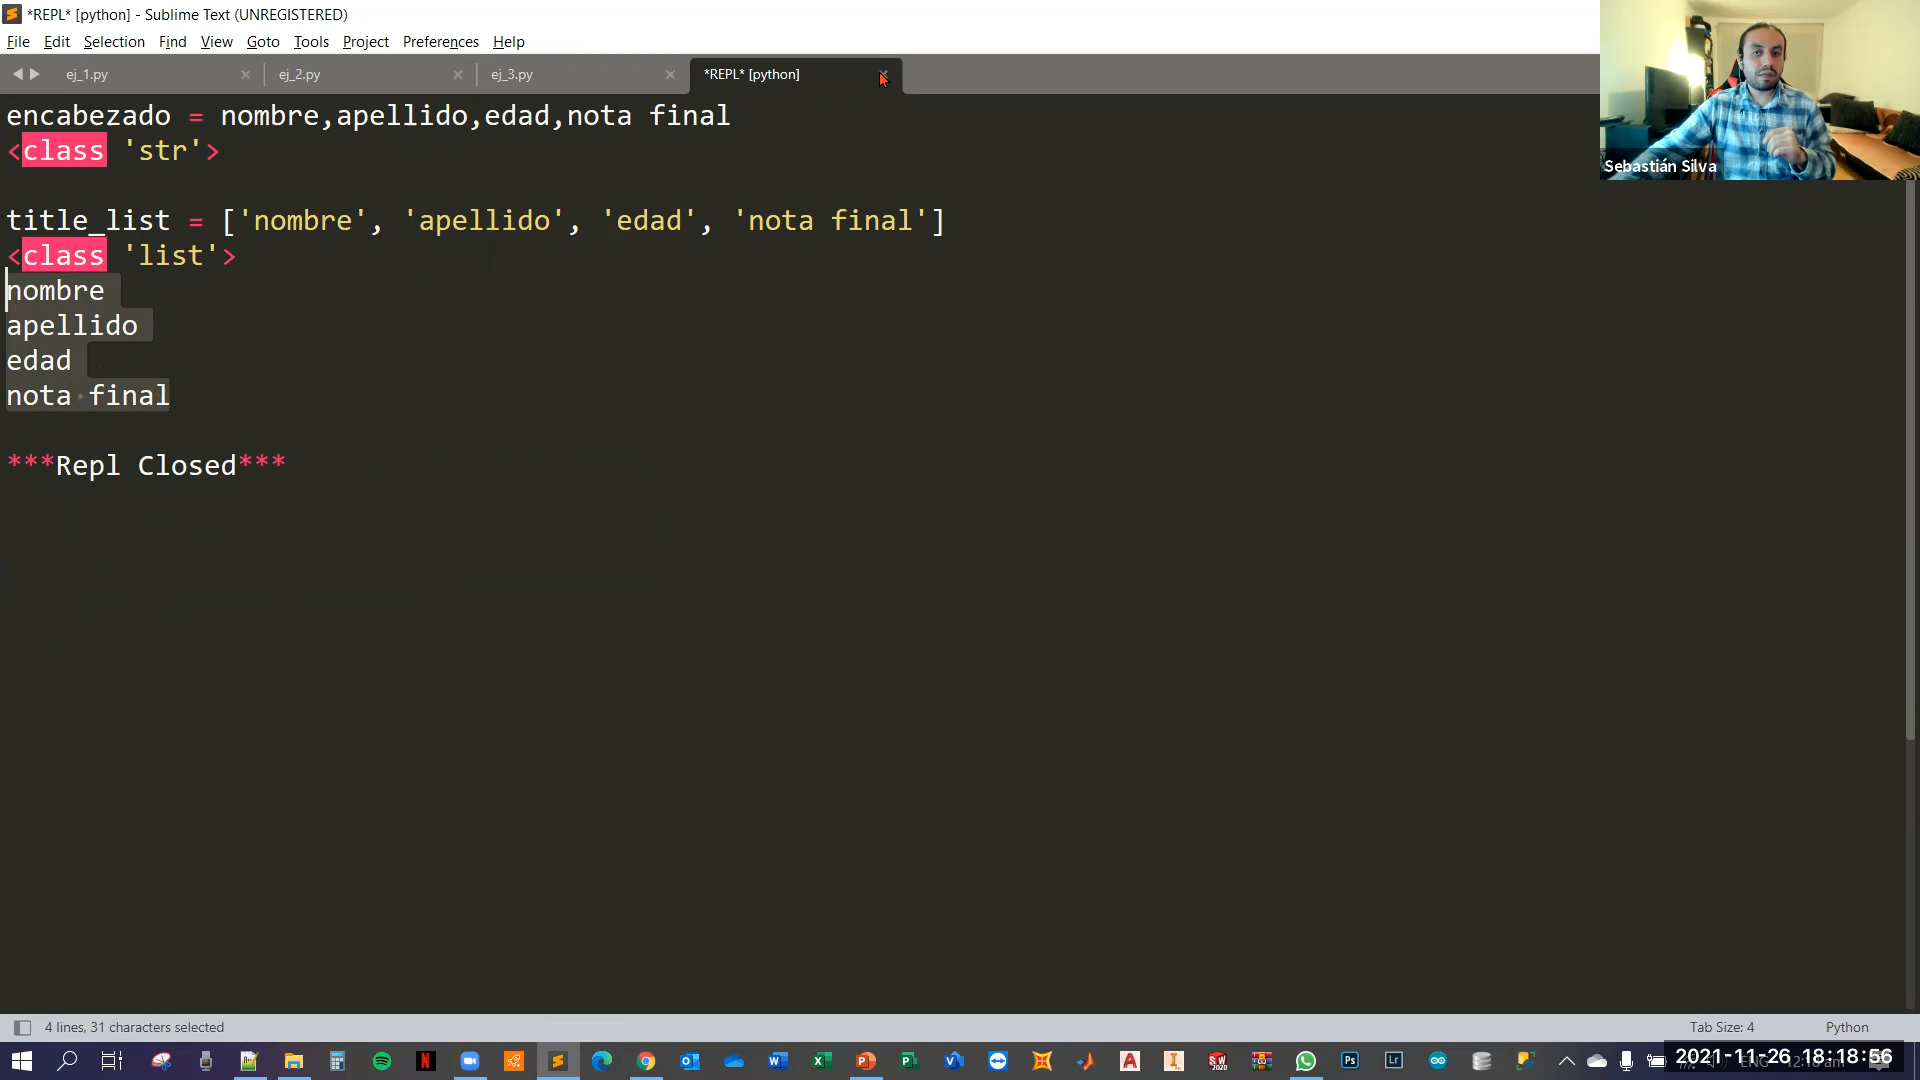 *REPL* [python] - Sublime Text (UNREGISTERED)
File Edit Selection Find View Goto Tools Project Preferences Help
ej_1.py ej_2.py ej_3.py *REPL* [python]
encabezado = nombre,apellido,edad,nota final
<class 'str'>
title_list = ['nombre', 'apellido', 'edad', 'nota final']
<class 'list'>
nombre
apellido
edad
nota final
***Repl Closed***
Sebastián Silva
4 lines, 31 characters selected
Tab Size: 4
Python
2021-11-26 18:18:56